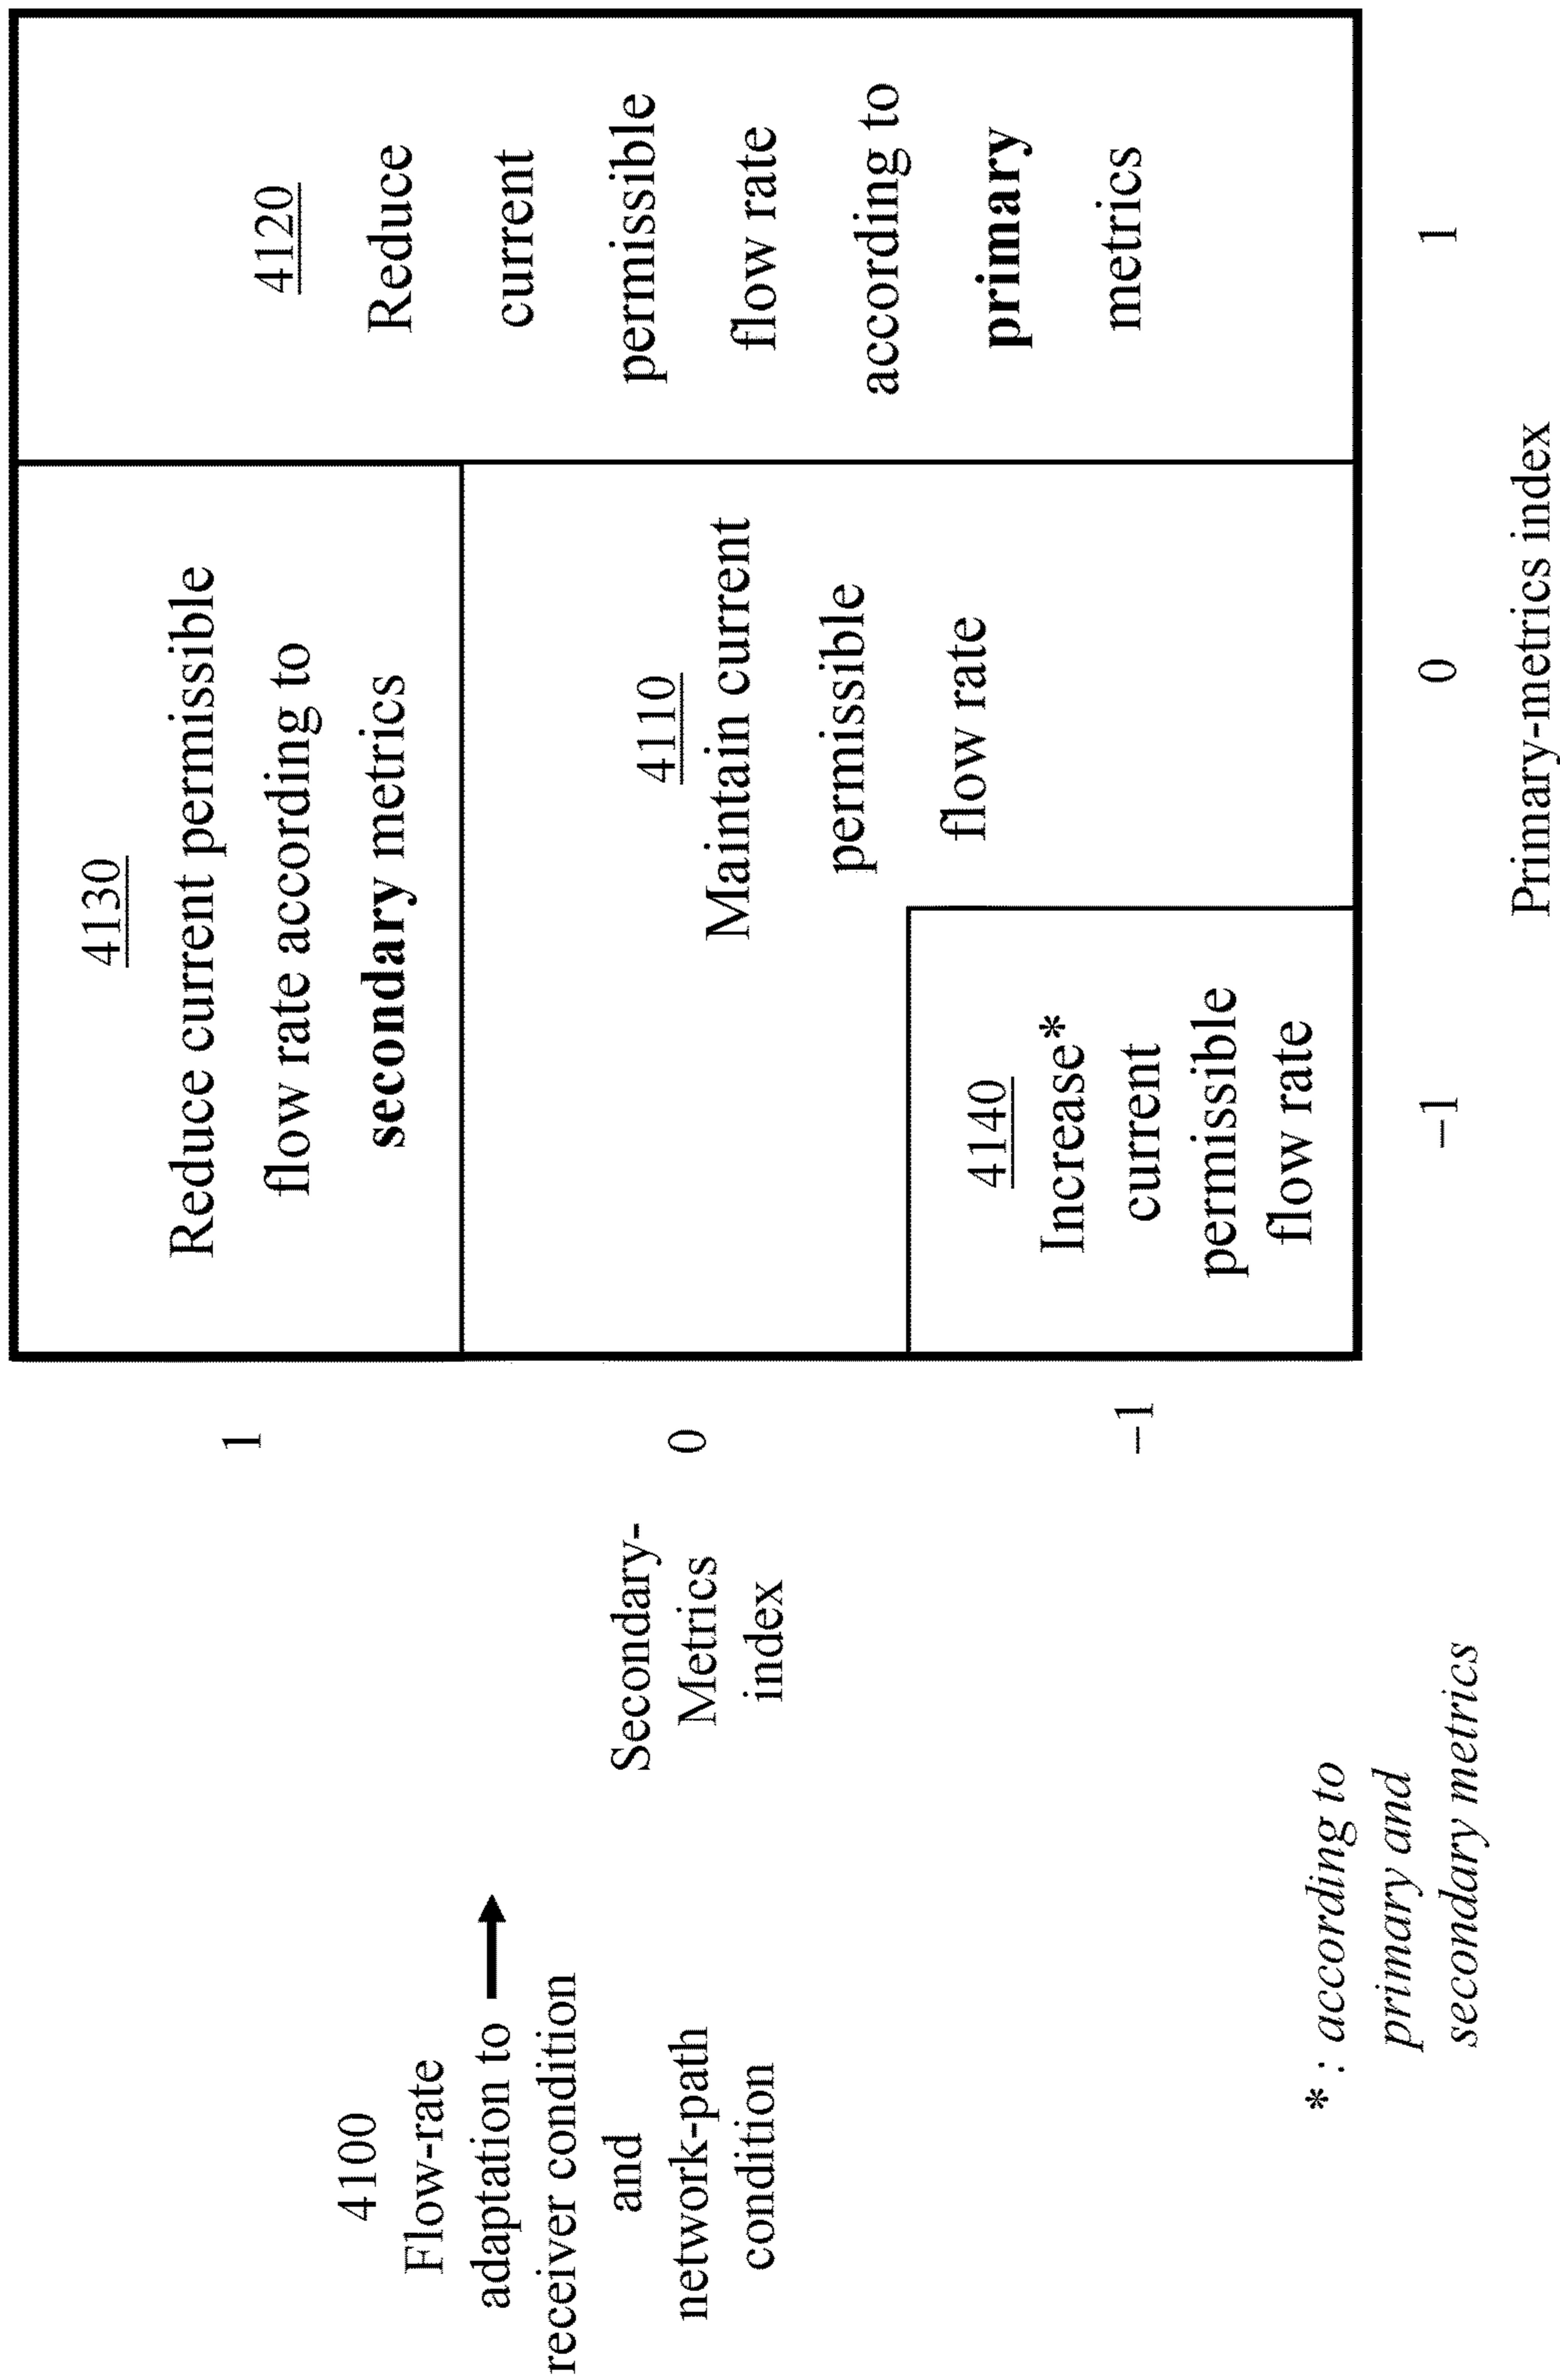 4100
Flow-rate
adaptation to
receiver condition
and
network-path
condition
Secondary-
Metrics
index
1
0
−1
4130
Reduce current permissible
flow rate according to
secondary metrics
4110
Maintain current
permissible
flow rate
4140
Increase*
current
permissible
flow rate
4120
Reduce
current
permissible
flow rate
according to
primary
metrics
−1
0
1
Primary-metrics index
* : according to
primary and
secondary metrics